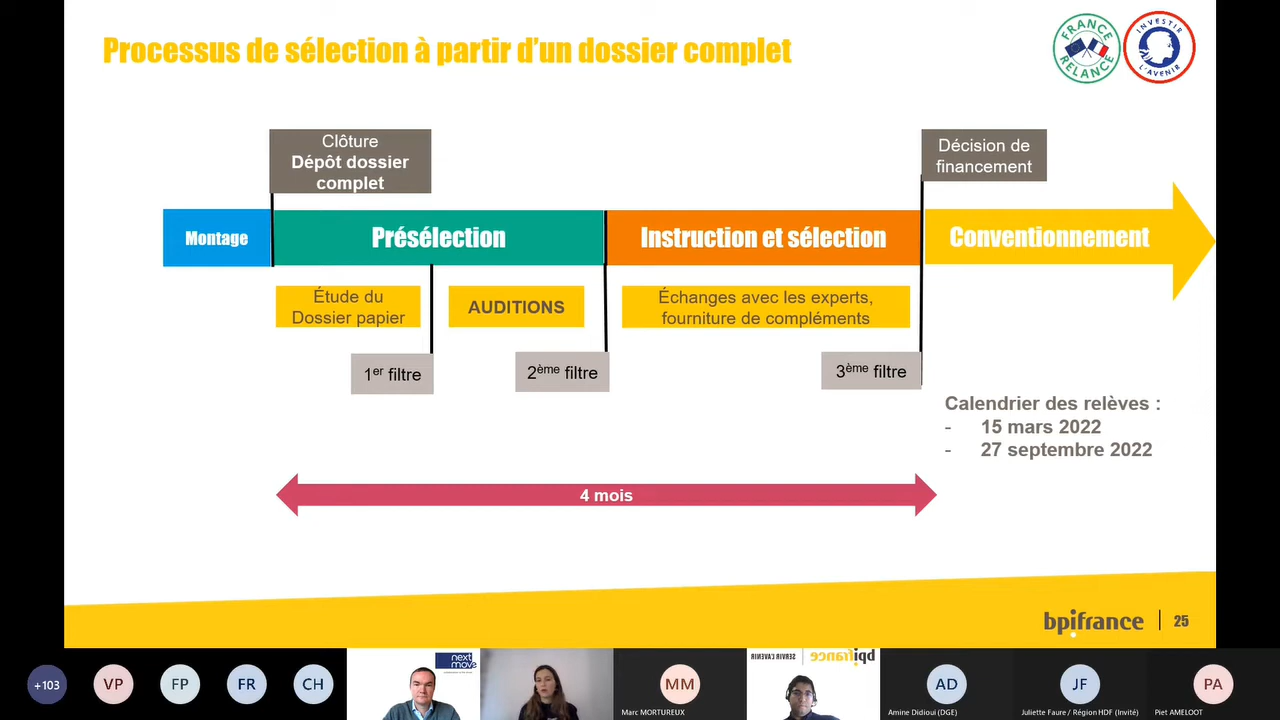 Processus de sélection à partir d'un dossier complet
FRANCE
RELANCE
INVESTIR
L'AVENIR
Clôture
Dépôt dossier
complet
Décision de
financement
Montage
Présélection
Instruction et sélection
Conventionnement
Étude du
Dossier papier
AUDITIONS
Échanges avec les experts,
fourniture de compléments
1er filtre
2ème filtre
3ème filtre
Calendrier des relèves :
- 15 mars 2022
- 27 septembre 2022
4 mois
bpifrance
25
+103
VP
FP
FR
CH
next
move
MM
Marc MORTUREUX
SERVIR L'AVENIR
bpifrance
AD
Amine Didioui (DGE)
JF
Juliette Faure / Région HDF (Invité)
PA
Piet AMELOOT